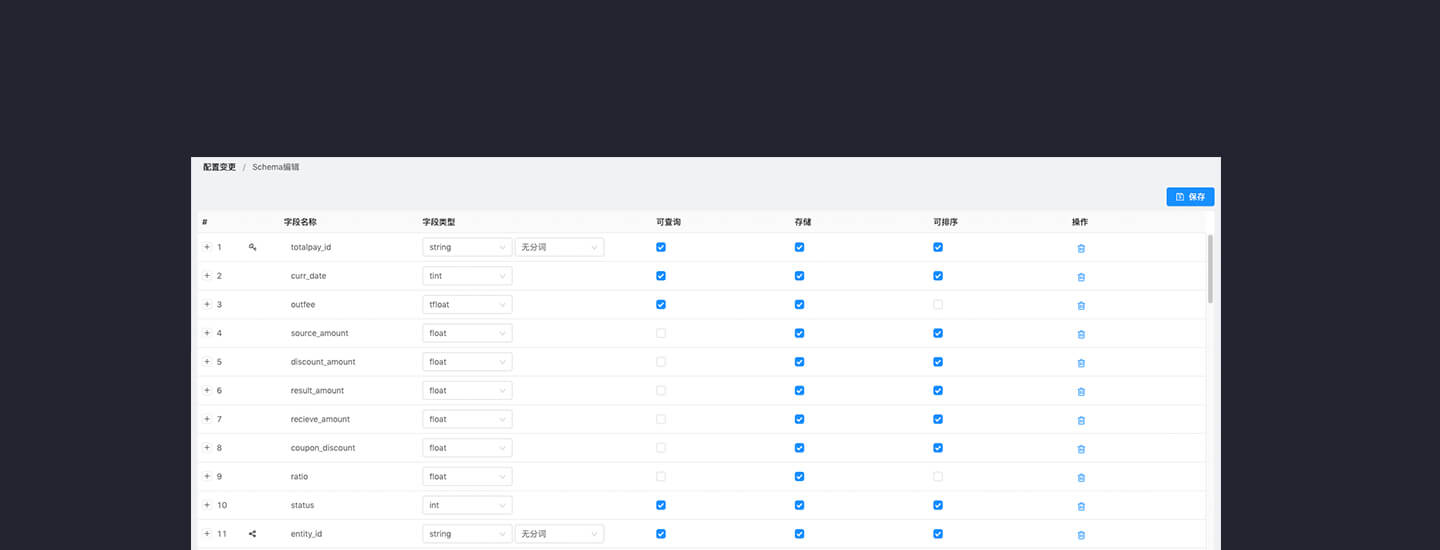 配置变更 / Schema编辑
保存
# 字段名称 字段类型 可查询 存储 可排序 操作
+ 1 totalpay_id string 无分词
+ 2 curr_date tint
+ 3 outfee tfloat
+ 4 source_amount float
+ 5 discount_amount float
+ 6 result_amount float
+ 7 recieve_amount float
+ 8 coupon_discount float
+ 9 ratio float
+ 10 status int
+ 11 entity_id string 无分词